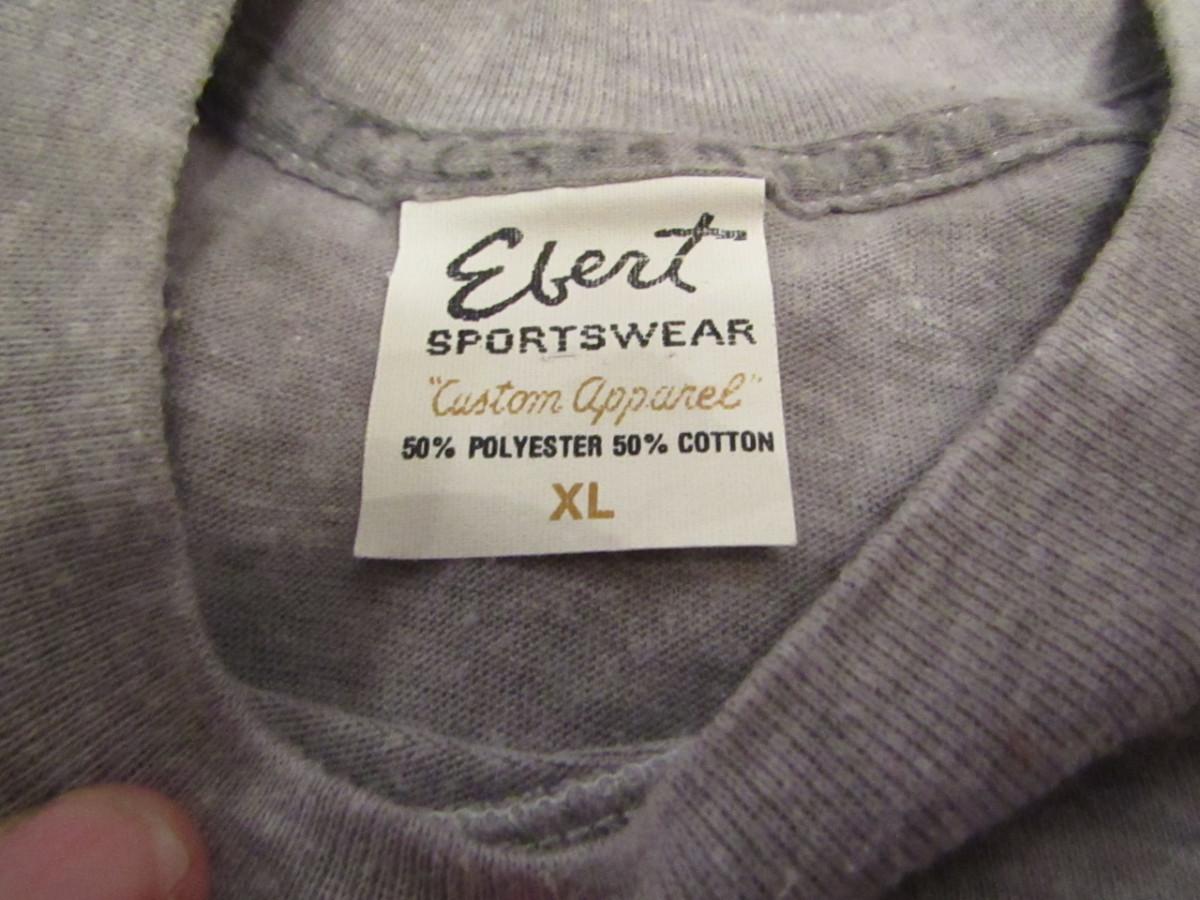 Ebert
SPORTSWEAR
"Custom Apparel"
50% POLYESTER 50% COTTON
XL